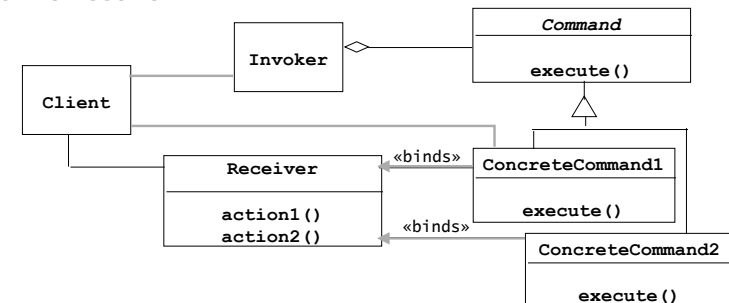 Command
execute()
Invoker
Client
Receiver
action1()
action2()
«binds»
«binds»
ConcreteCommand1
execute()
ConcreteCommand2
execute()